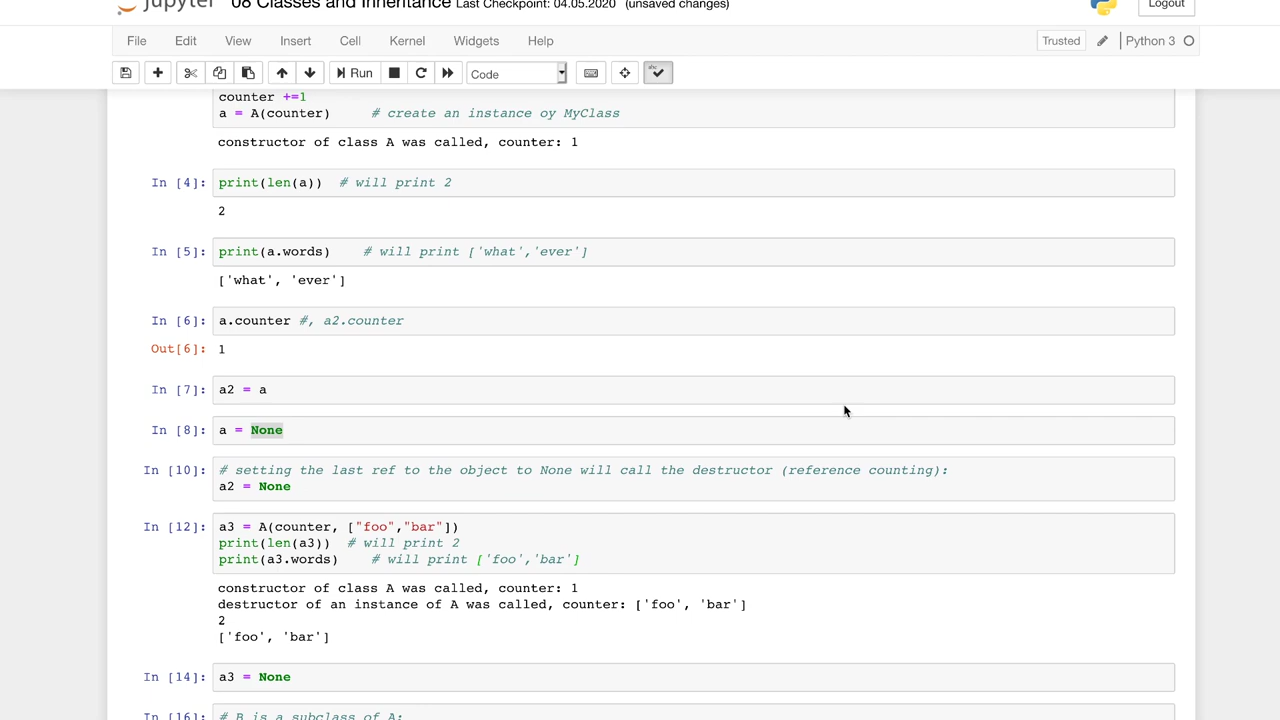 jupyter 08 Classes and Inheritance Last Checkpoint: 04.05.2020 (unsaved changes) Logout
File Edit View Insert Cell Kernel Widgets Help Trusted Python 3
Run Code
counter +=1
a = A(counter) # create an instance oy MyClass
constructor of class A was called, counter: 1
In [4]: print(len(a)) # will print 2
2
In [5]: print(a.words) # will print ['what','ever']
['what', 'ever']
In [6]: a.counter #, a2.counter
Out[6]: 1
In [7]: a2 = a
In [8]: a = None
In [10]: # setting the last ref to the object to None will call the destructor (reference counting):
a2 = None
In [12]: a3 = A(counter, ["foo","bar"])
print(len(a3)) # will print 2
print(a3.words) # will print ['foo','bar']
constructor of class A was called, counter: 1
destructor of an instance of A was called, counter: ['foo', 'bar']
2
['foo', 'bar']
In [14]: a3 = None
In [16]: # B is a subclass of A: